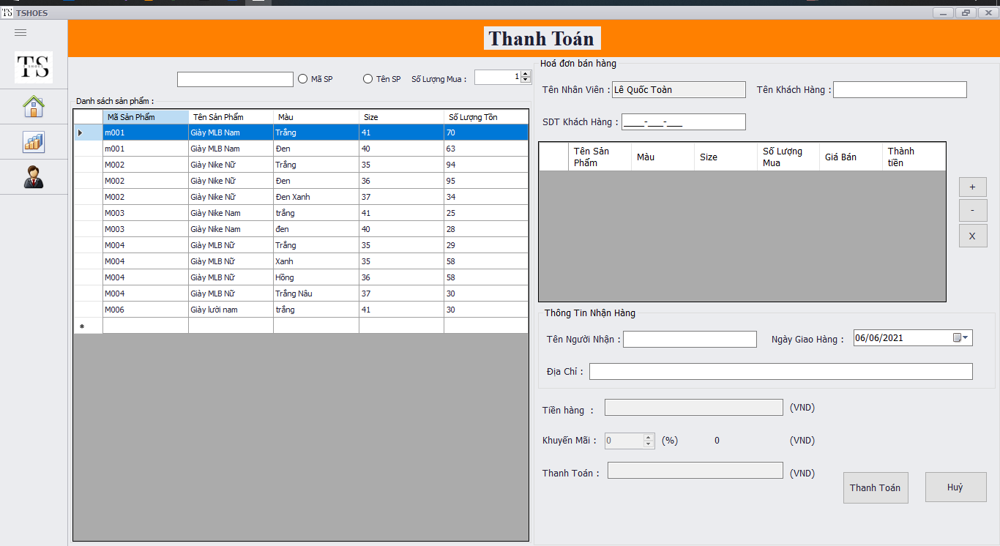 TS TSHOES
Thanh Toán
TS
SHOES
Mã SP Tên SP Số Lượng Mua : 1
Danh sách sản phẩm :
Mã Sản Phẩm Tên Sản Phẩm Màu Size Số Lượng Tồn
m001 Giày MLB Nam Trắng 41 70
m001 Giày MLB Nam Đen 40 63
M002 Giày Nike Nữ Trắng 35 94
M002 Giày Nike Nữ Đen 36 95
M002 Giày Nike Nữ Đen Xanh 37 34
M003 Giày Nike Nam trắng 41 25
M003 Giày Nike Nam đen 40 28
M004 Giày MLB Nữ Trắng 35 29
M004 Giày MLB Nữ Xanh 35 58
M004 Giày MLB Nữ Hồng 36 58
M004 Giày MLB Nữ Trắng Nâu 37 30
M006 Giày lười nam trắng 41 30
*
Hoá đơn bán hàng
Tên Nhân Viên : Lê Quốc Toàn Tên Khách Hàng :
SDT Khách Hàng : ____-___-___
Tên Sản Phẩm Màu Size Số Lượng Mua Giá Bán Thành tiền
+
-
X
Thông Tin Nhận Hàng
Tên Người Nhận : Ngày Giao Hàng : 06/06/2021
Địa Chỉ :
Tiền hàng : (VND)
Khuyến Mãi : 0 (%) 0 (VND)
Thanh Toán : (VND)
Thanh Toán Huỷ